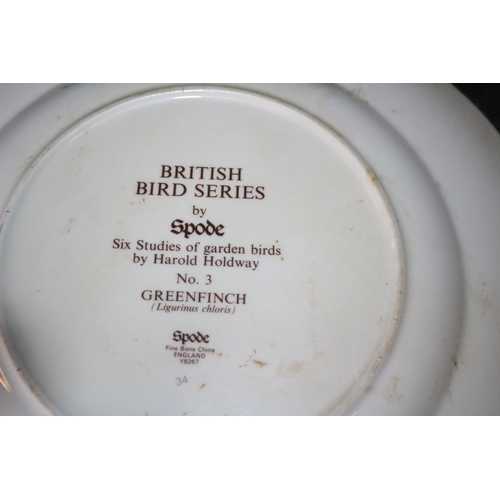 BRITISH
BIRD SERIES
by
Spode
Six Studies of garden birds
by Harold Holdway
No. 3
GREENFINCH
(Ligurinus chloris)
Spode
Fine Bone China
ENGLAND
Y8267
34